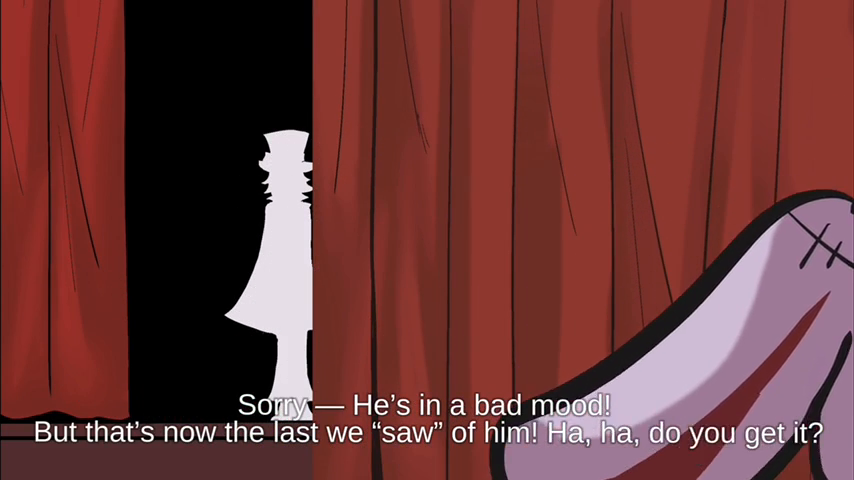 Sorry — He’s in a bad mood!
But that’s now the last we “saw” of him! Ha, ha, do you get it?